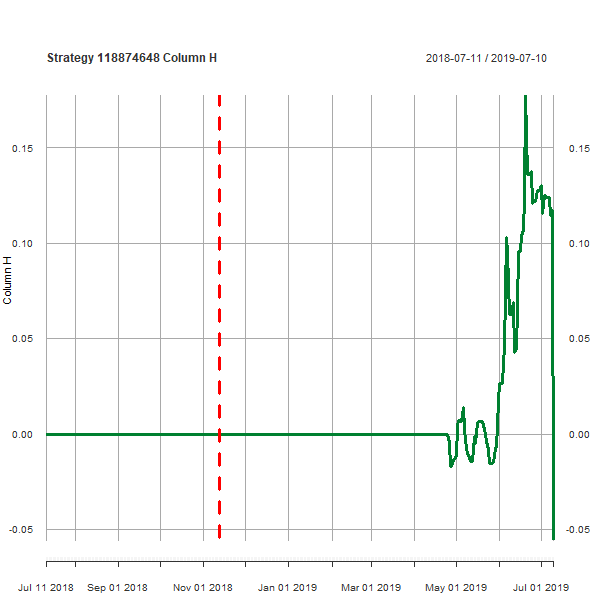 Strategy 118874648 Column H
2018-07-11 / 2019-07-10
Column H
0.15
0.10
0.05
0.00
-0.05
0.15
0.10
0.05
0.00
-0.05
Jul 11 2018
Sep 01 2018
Nov 01 2018
Jan 01 2019
Mar 01 2019
May 01 2019
Jul 01 2019